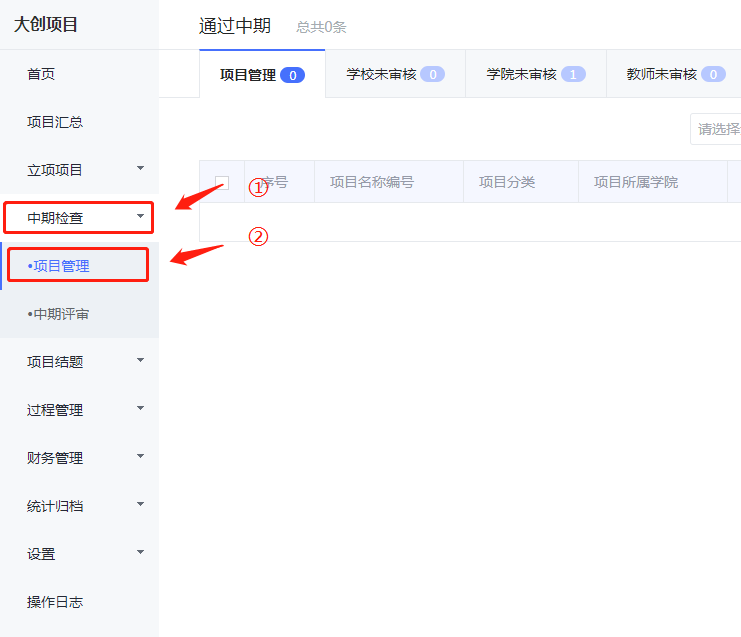 大创项目
首页
项目汇总
立项项目
中期检查
•项目管理
•中期评审
项目结题
过程管理
财务管理
统计归档
设置
操作日志
通过中期 总共0条
项目管理 0 学校未审核 0 学院未审核 1 教师未审核 0
请选择
序号 项目名称编号 项目分类 项目所属学院
①
②